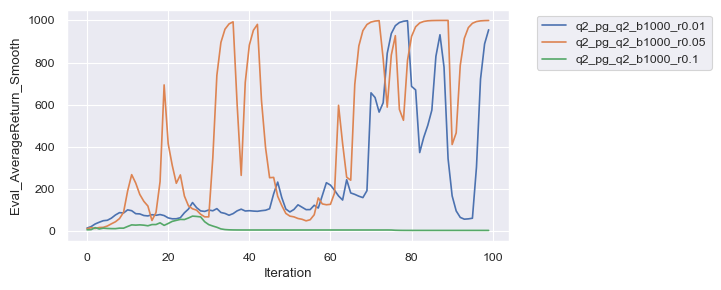 1000
800
600
400
200
0
Eval_AverageReturn_Smooth
0
20
40
60
80
100
Iteration
q2_pg_q2_b1000_r0.01
q2_pg_q2_b1000_r0.05
q2_pg_q2_b1000_r0.1